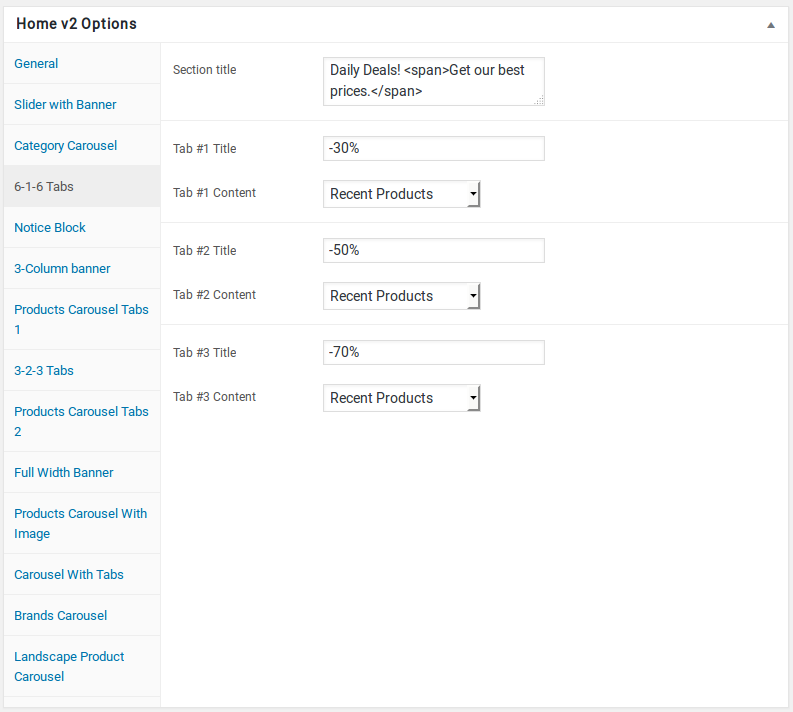 Home v2 Options
General
Slider with Banner
Category Carousel
6-1-6 Tabs
Notice Block
3-Column banner
Products Carousel Tabs
1
3-2-3 Tabs
Products Carousel Tabs
2
Full Width Banner
Products Carousel With
Image
Carousel With Tabs
Brands Carousel
Landscape Product
Carousel
Section title
Daily Deals! <span>Get our best
prices.</span>
Tab #1 Title
-30%
Tab #1 Content
Recent Products
Tab #2 Title
-50%
Tab #2 Content
Recent Products
Tab #3 Title
-70%
Tab #3 Content
Recent Products